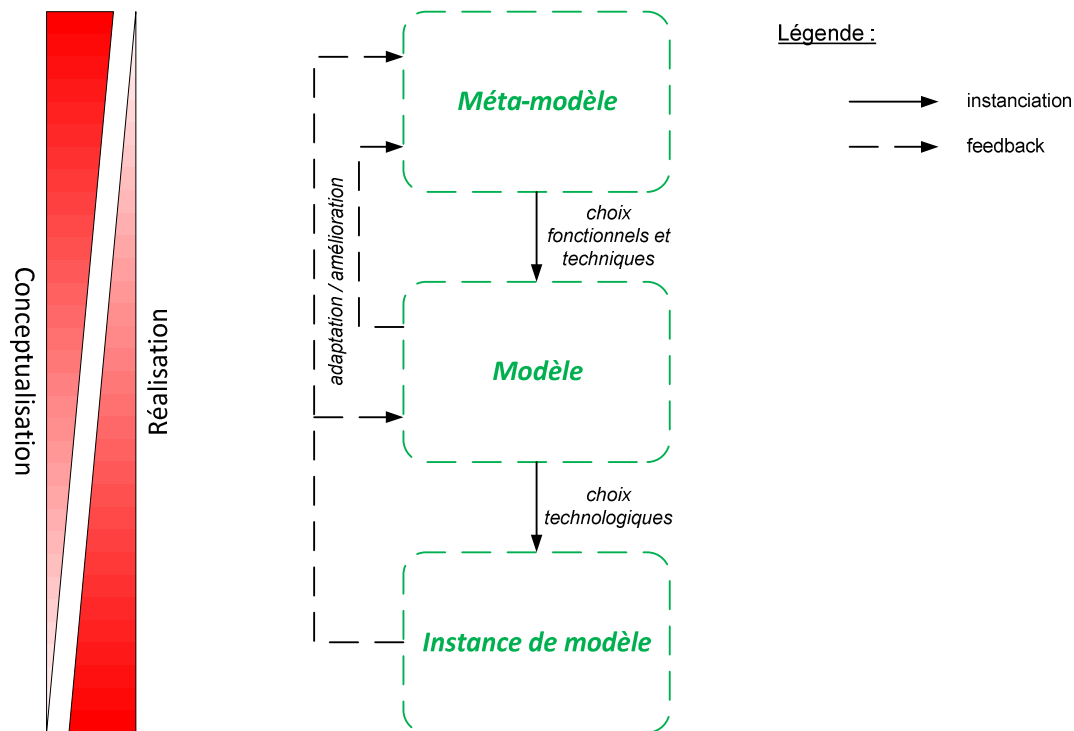 Légende :
Méta-modèle
instanciation
feedback
choix
fonctionnels et
techniques
adaptation / amélioration
Conceptualisation
Réalisation
Modèle
choix
technologiques
Instance de modèle